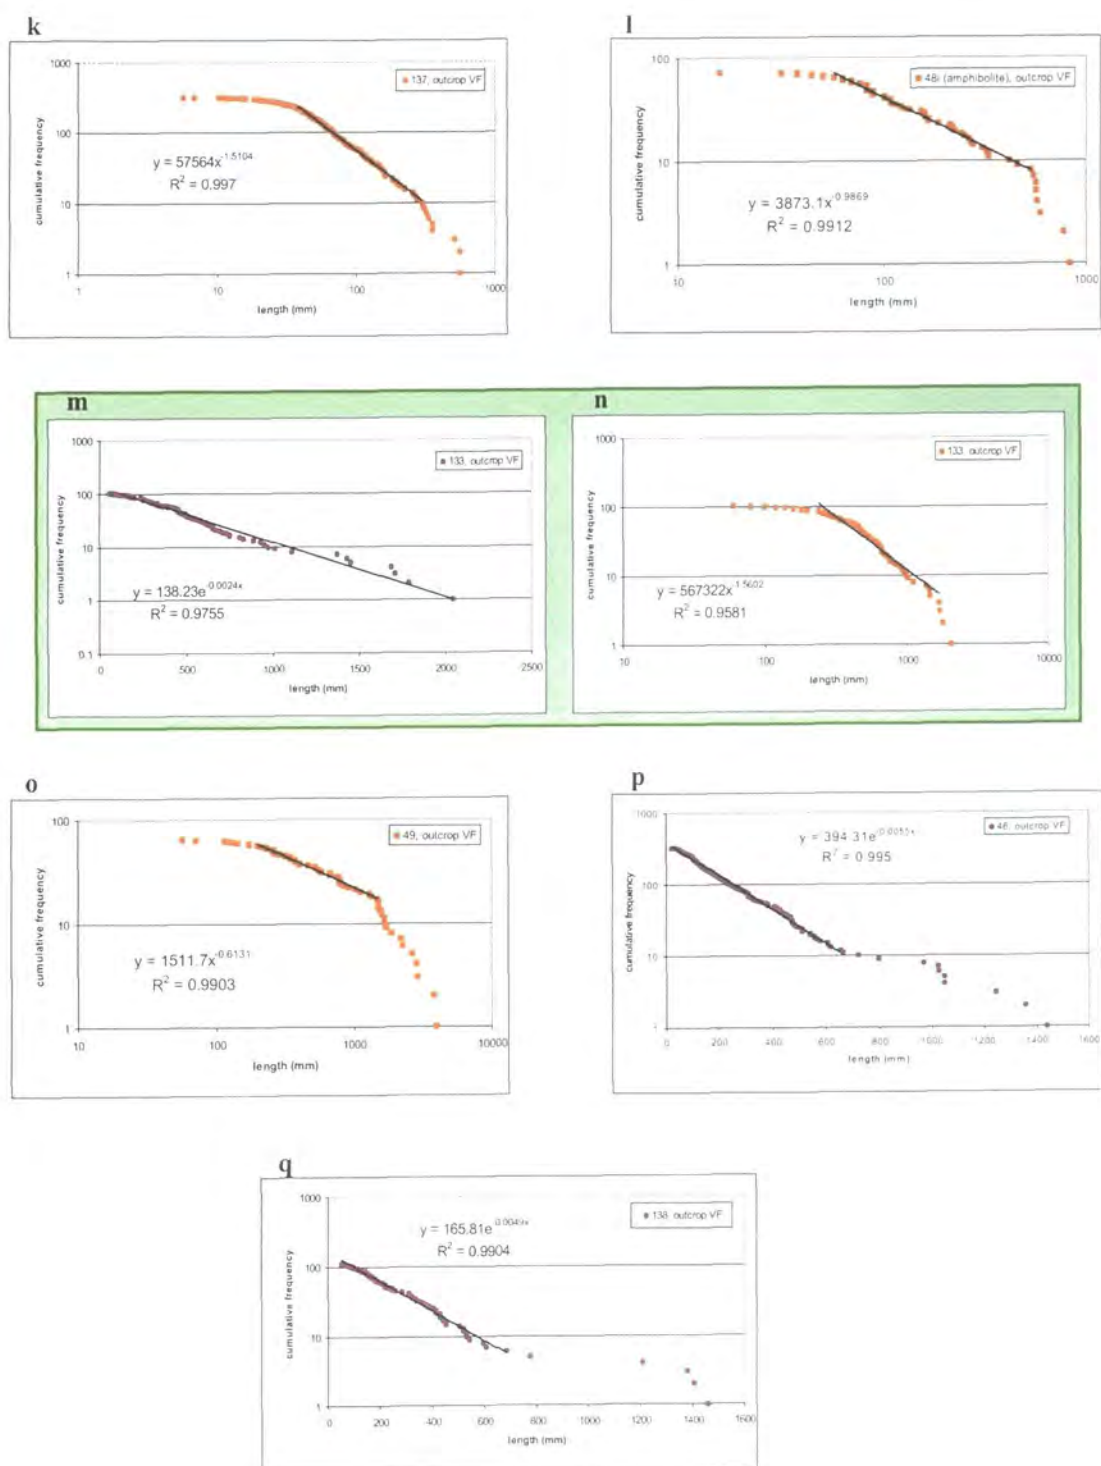 k
1000
137, outcrop VF
100
cumulative frequency
y = 57564x^-1.5104
R² = 0.997
10
1
1 10 100 1000
length (mm)
l
100
48i (amphibolite), outcrop VF
cumulative frequency
10
y = 3873.1x^-0.9869
R² = 0.9912
1
10 100 1000
length (mm)
m
1000
133, outcrop VF
100
cumulative frequency
10
y = 138.23e^-0.0024x
1
R² = 0.9755
0.1
0 500 1000 1500 2000 2500
length (mm)
n
1000
133, outcrop VF
100
cumulative frequency
10
y = 567322x^-1.5602
R² = 0.9581
1
10 100 1000 10000
length (mm)
o
100
49, outcrop VF
cumulative frequency
10
y = 1511.7x^-0.6131
R² = 0.9903
1
10 100 1000 10000
length (mm)
p
1000
46, outcrop VF
y = 394.31e^-0.0055x
R² = 0.995
100
cumulative frequency
10
1
0 200 400 600 800 1000 1200 1400 1600
length (mm)
q
1000
138, outcrop VF
y = 165.81e^-0.0049x
R² = 0.9904
100
cumulative frequency
10
1
0 200 400 600 800 1000 1200 1400 1600
length (mm)